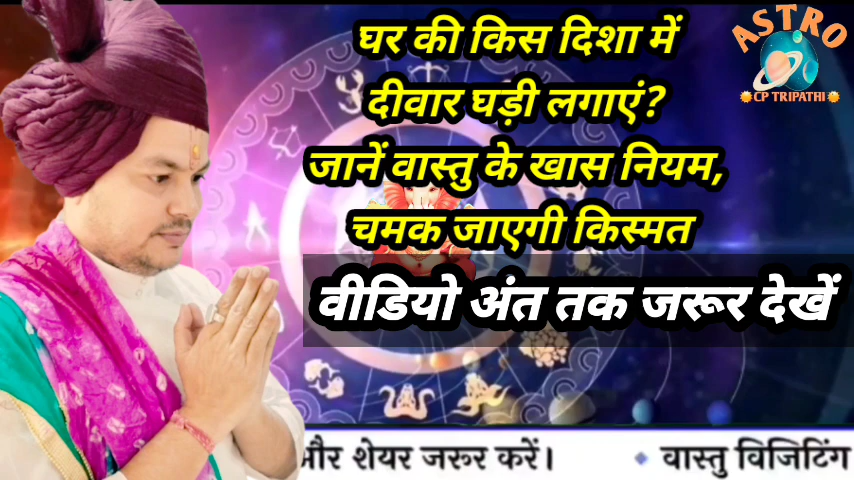 ASTRO
CP TRIPATHI
घर की किस दिशा में
दीवार घड़ी लगाएं?
जानें वास्तु के खास नियम,
चमक जाएगी किस्मत
वीडियो अंत तक जरूर देखें
और शेयर जरूर करें। वास्तु विजिटिंग